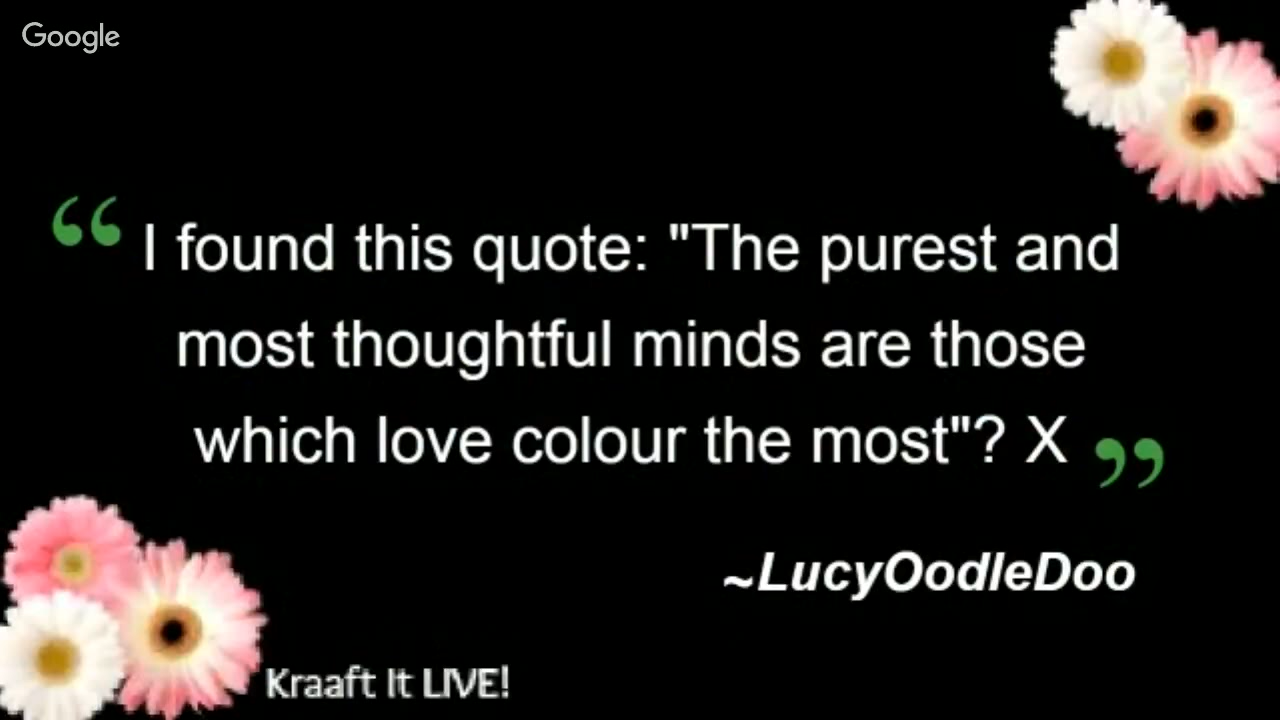 Google
“ I found this quote: "The purest and
most thoughtful minds are those
which love colour the most"? X ”
~LucyOodleDoo
Kraaft It LIVE!